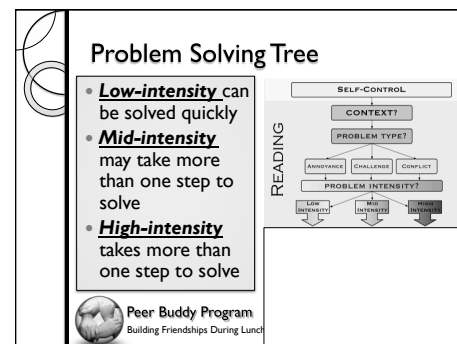 Problem Solving Tree
• Low-intensity can
be solved quickly
• Mid-intensity
may take more
than one step to
solve
• High-intensity
takes more than
one step to solve
SELF-CONTROL
CONTEXT?
PROBLEM TYPE?
ANNOYANCE CHALLENGE CONFLICT
PROBLEM INTENSITY?
LOW INTENSITY
MID INTENSITY
HIGH INTENSITY
READING
Peer Buddy Program
Building Friendships During Lunch